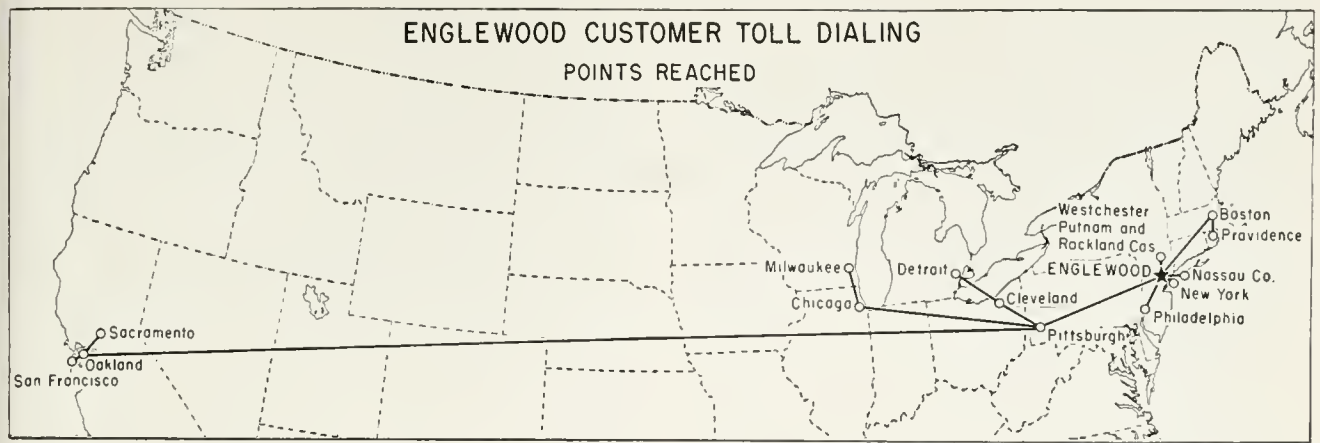 ENGLEWOOD CUSTOMER TOLL DIALING
POINTS REACHED
Westchester
Putnam and
Rockland Cos
Boston
Providence
Milwaukee
Detroit
ENGLEWOOD
Nassau Co.
New York
Chicago
Cleveland
Philadelphia
Sacramento
Pittsburgh
Oakland
San Francisco